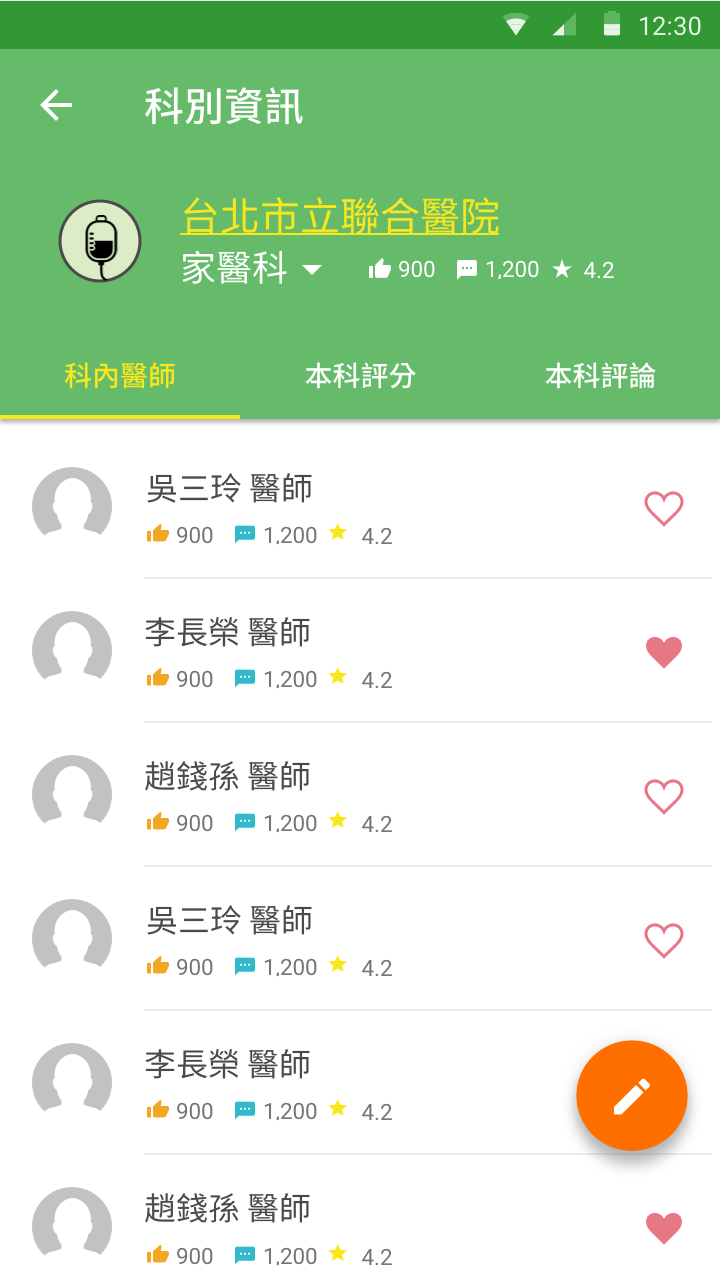 12:30
科別資訊
台北市立聯合醫院
家醫科 900 1,200 4.2
科內醫師 本科評分 本科評論
吳三玲 醫師
900 1,200 4.2
李長榮 醫師
900 1,200 4.2
趙錢孫 醫師
900 1,200 4.2
吳三玲 醫師
900 1,200 4.2
李長榮 醫師
900 1,200 4.2
趙錢孫 醫師
900 1,200 4.2